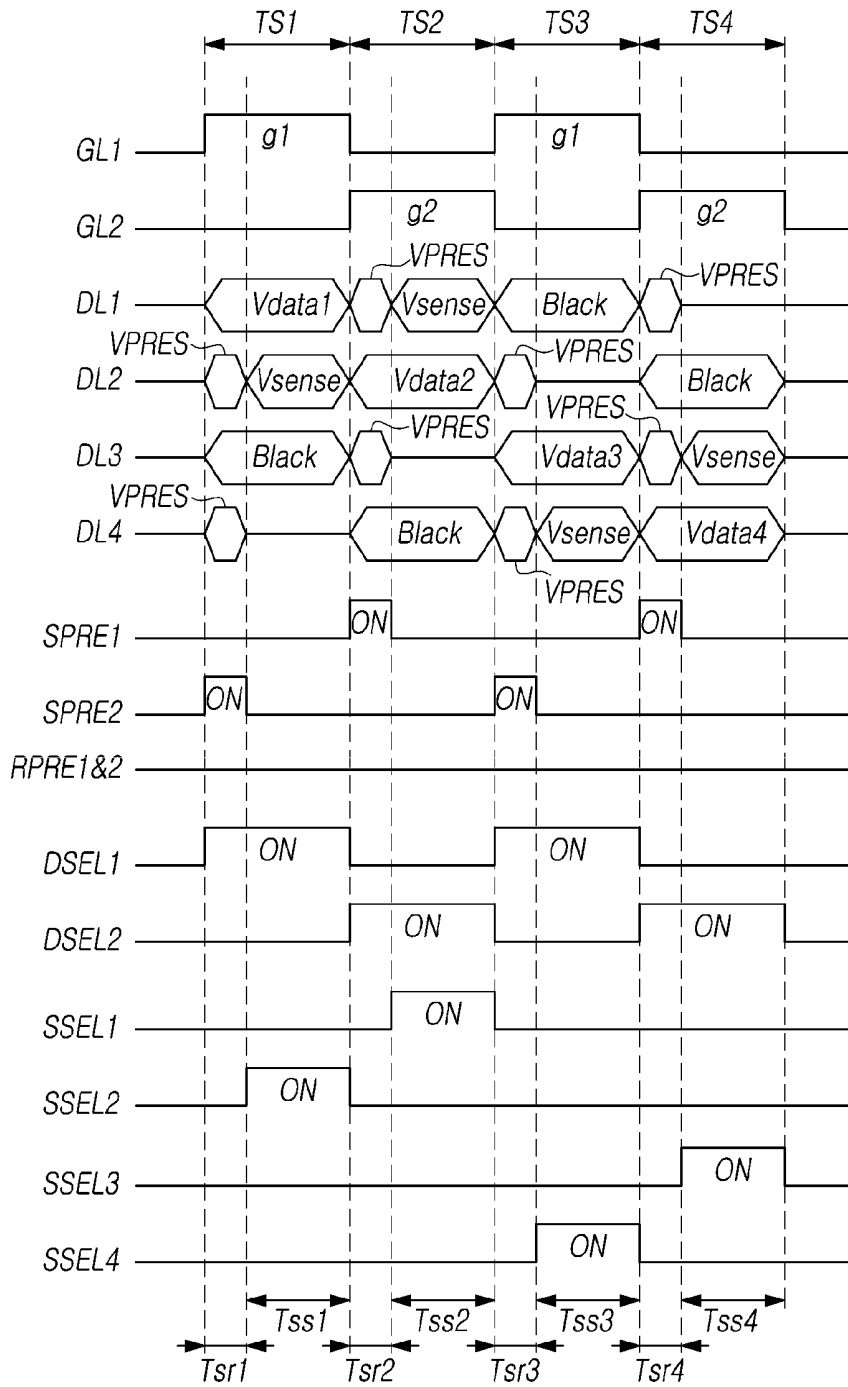 TS1 TS2 TS3 TS4
GL1 g1 g1
GL2 g2 g2
VPRES VPRES
DL1 Vdata1 Vsense Black
VPRES VPRES
DL2 Vsense Vdata2 Black
VPRES VPRES
DL3 Black Vdata3 Vsense
VPRES
DL4 Black Vsense Vdata4
VPRES
SPRE1 ON ON
SPRE2 ON ON
RPRE1&2
DSEL1 ON ON
DSEL2 ON ON
SSEL1 ON
SSEL2 ON
SSEL3 ON
SSEL4 ON
Tss1 Tss2 Tss3 Tss4
Tsr1 Tsr2 Tsr3 Tsr4